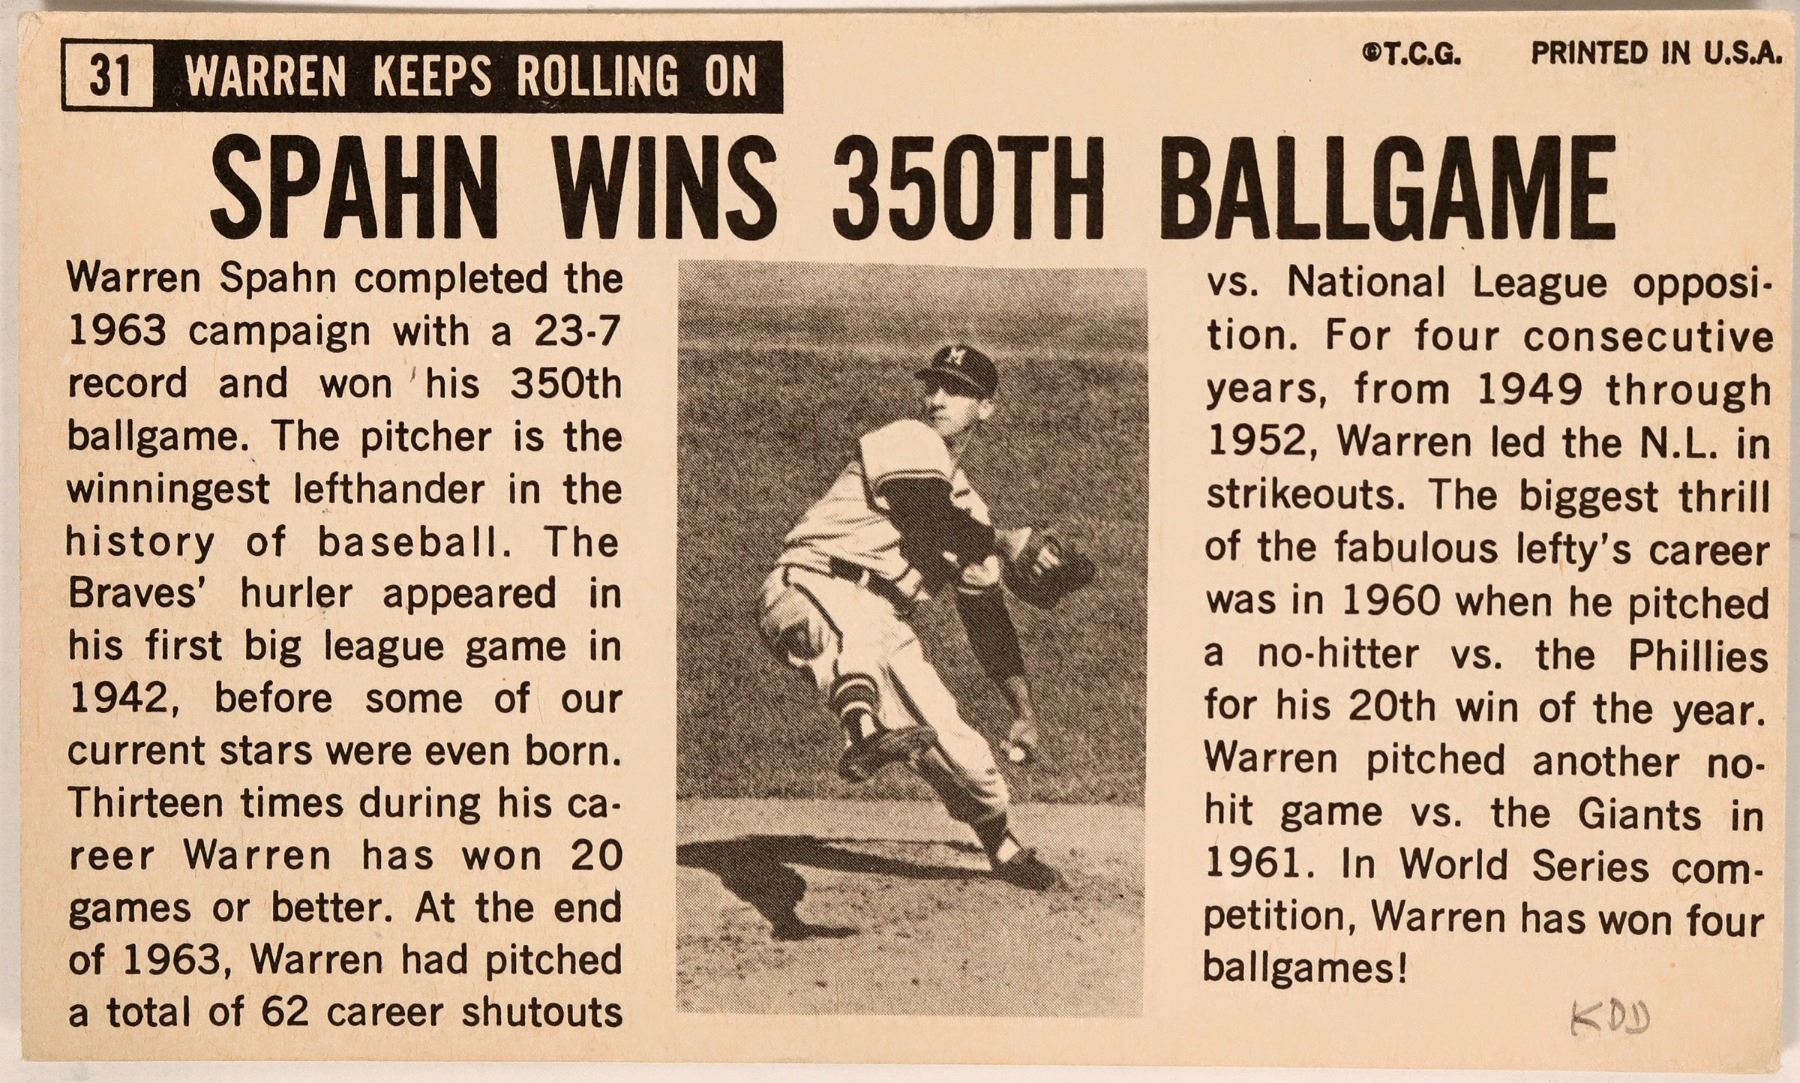 31 WARREN KEEPS ROLLING ON
©T.C.G. PRINTED IN U.S.A.
SPAHN WINS 350TH BALLGAME
Warren Spahn completed the
1963 campaign with a 23-7
record and won his 350th
ballgame. The pitcher is the
winningest lefthander in the
history of baseball. The
Braves' hurler appeared in
his first big league game in
1942, before some of our
current stars were even born.
Thirteen times during his ca-
reer Warren has won 20
games or better. At the end
of 1963, Warren had pitched
a total of 62 career shutouts
M
vs. National League opposi-
tion. For four consecutive
years, from 1949 through
1952, Warren led the N.L. in
strikeouts. The biggest thrill
of the fabulous lefty's career
was in 1960 when he pitched
a no-hitter vs. the Phillies
for his 20th win of the year.
Warren pitched another no-
hit game vs. the Giants in
1961. In World Series com-
petition, Warren has won four
ballgames!
KDD